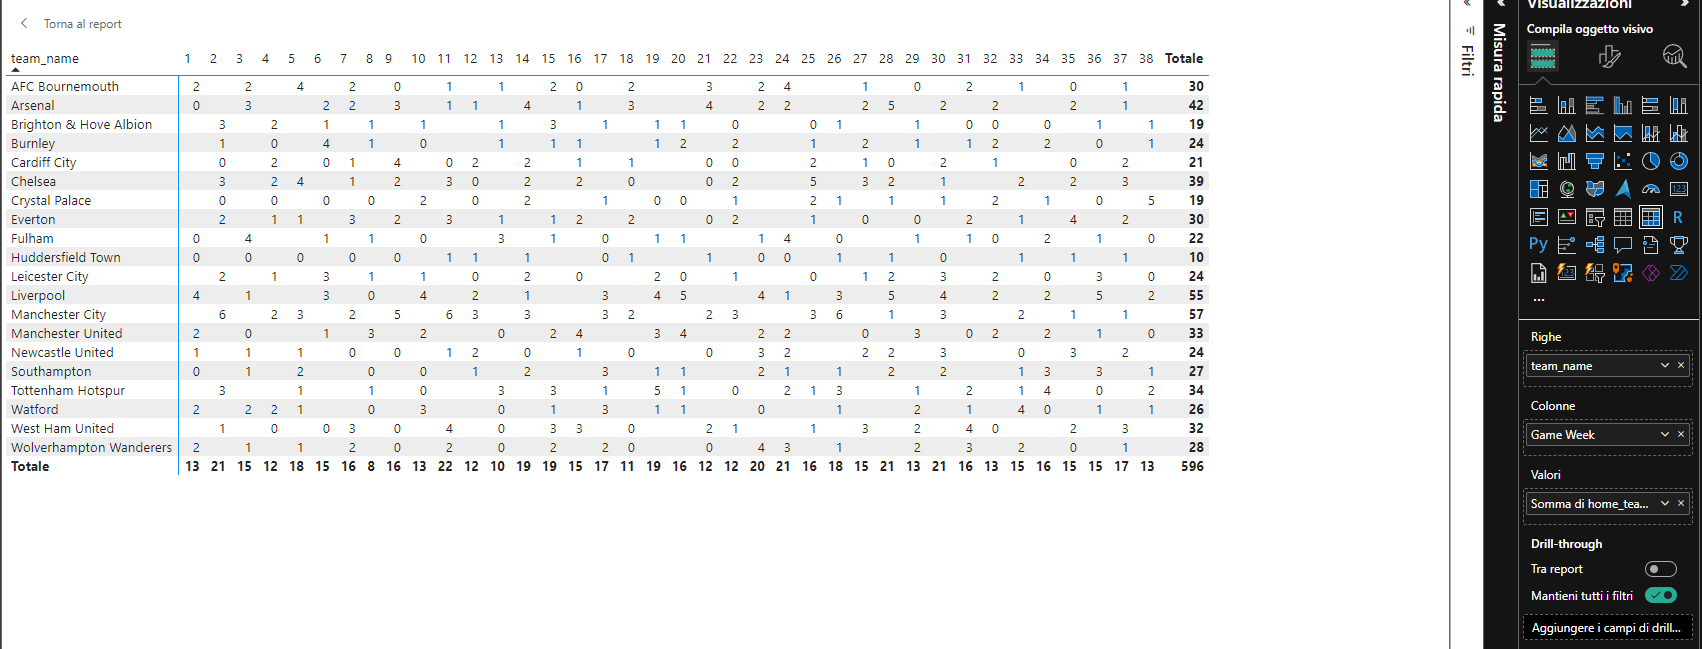 Torna al report
team_name 1 2 3 4 5 6 7 8 9 10 11 12 13 14 15 16 17 18 19 20 21 22 23 24 25 26 27 28 29 30 31 32 33 34 35 36 37 38 Totale
AFC Bournemouth 2 2 4 2 0 1 1 2 0 2 3 2 4 1 0 2 1 0 1 30
Arsenal 0 3 2 2 3 1 1 4 1 3 4 2 2 2 5 2 2 2 1 42
Brighton & Hove Albion 3 2 1 1 1 1 3 1 1 1 0 0 1 1 0 0 0 1 1 19
Burnley 1 0 4 1 0 1 1 1 1 2 2 1 2 1 1 2 2 0 1 24
Cardiff City 0 2 0 1 4 0 2 2 1 1 0 0 2 1 0 2 1 0 2 21
Chelsea 3 2 4 1 2 3 0 2 2 0 0 2 5 3 2 1 2 2 3 39
Crystal Palace 0 0 0 0 2 0 2 1 0 0 1 2 1 1 1 2 1 0 5 19
Everton 2 1 1 3 2 3 1 1 2 2 0 2 1 0 0 2 1 4 2 30
Fulham 0 4 1 1 0 3 1 0 1 1 1 4 0 1 1 0 2 1 0 22
Huddersfield Town 0 0 0 0 0 1 1 1 0 1 1 0 0 1 1 0 1 1 1 10
Leicester City 2 1 3 1 1 0 2 0 2 0 1 0 1 2 3 2 0 3 0 24
Liverpool 4 1 3 0 4 2 1 3 4 5 4 1 3 5 4 2 2 5 2 55
Manchester City 6 2 3 2 5 6 3 3 3 2 2 3 3 6 1 3 2 1 1 57
Manchester United 2 0 1 3 2 0 2 4 3 4 2 2 0 3 0 2 2 1 0 33
Newcastle United 1 1 1 0 0 1 2 0 1 0 0 3 2 2 2 3 0 3 2 24
Southampton 0 1 2 0 0 1 2 3 1 1 2 1 1 2 2 1 3 3 1 27
Tottenham Hotspur 3 1 1 0 3 3 1 5 1 0 2 1 3 1 2 1 4 0 2 34
Watford 2 2 2 1 0 3 0 1 3 1 1 0 1 2 1 4 0 1 1 26
West Ham United 1 0 0 3 0 4 0 3 3 0 2 1 1 3 2 4 0 2 3 32
Wolverhampton Wanderers 2 1 1 2 0 2 0 2 2 0 0 4 3 1 2 3 2 0 1 28
Totale 13 21 15 12 18 15 16 8 16 13 22 12 10 19 19 15 17 11 19 16 12 12 20 21 16 18 15 21 13 21 16 13 15 16 15 15 17 13 596
Filtri
Misura rapida
Visualizzazioni
Compila oggetto visivo
123
R
Py
123
...
Righe
team_name
Colonne
Game Week
Valori
Somma di home_tea...
Drill-through
Tra report
Mantieni tutti i filtri
Aggiungere i campi di drill...